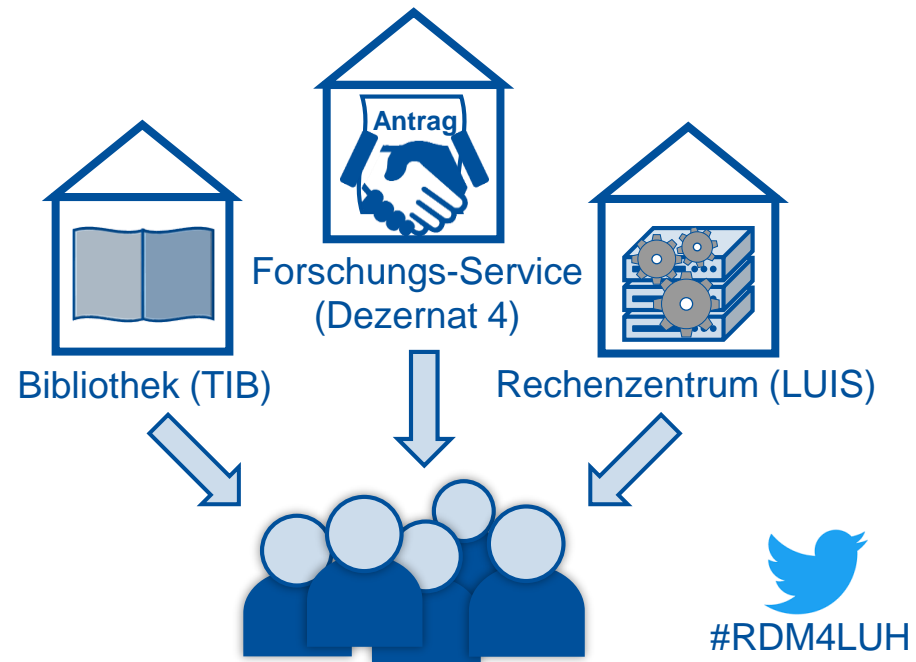 Antrag
Forschungs-Service
(Dezernat 4)
Bibliothek (TIB)
Rechenzentrum (LUIS)
#RDM4LUH